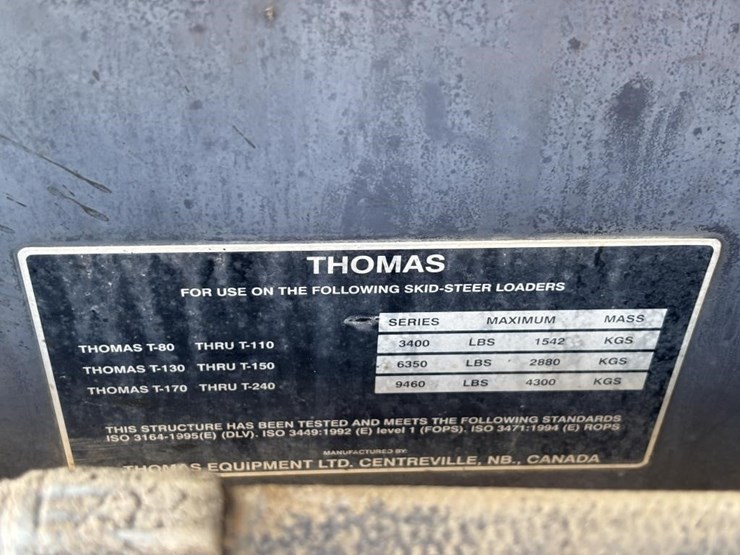 THOMAS
FOR USE ON THE FOLLOWING SKID-STEER LOADERS
SERIES MAXIMUM MASS
THOMAS T-80 THRU T-110 3400 LBS 1542 KGS
THOMAS T-130 THRU T-150 6350 LBS 2880 KGS
THOMAS T-170 THRU T-240 9460 LBS 4300 KGS
THIS STRUCTURE HAS BEEN TESTED AND MEETS THE FOLLOWING STANDARDS
ISO 3164-1995(E) (DLV). ISO 3449:1992 (E) level 1 (FOPS). ISO 3471:1994 (E) ROPS
MANUFACTURED BY
THOMAS EQUIPMENT LTD. CENTREVILLE, NB., CANADA